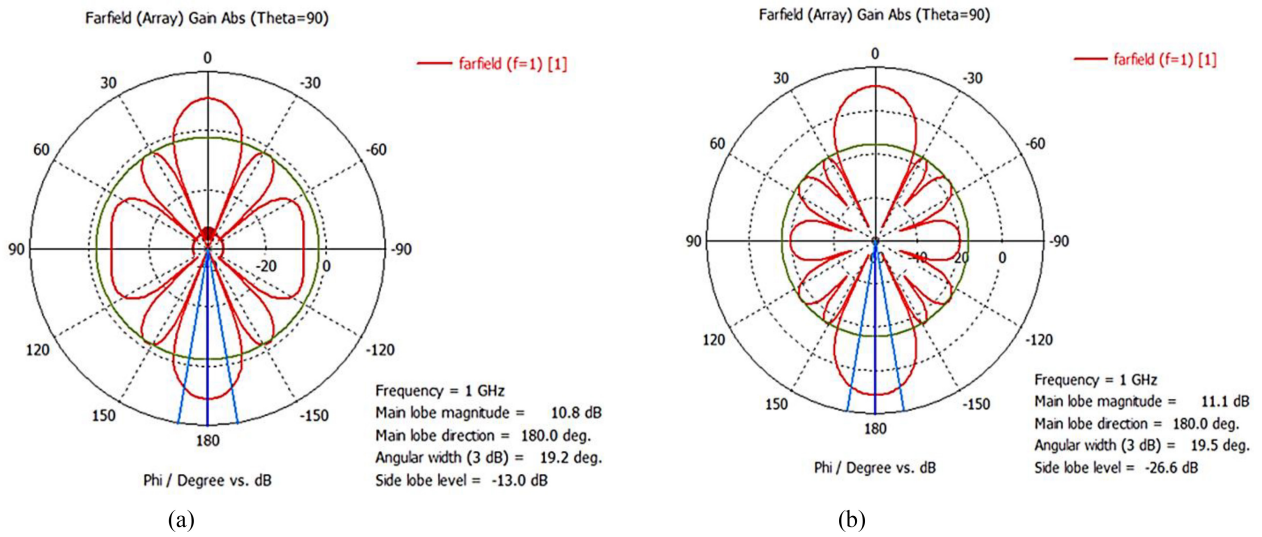 Farfield (Array) Gain Abs (Theta=90)
farfield (f=1) [1]
0
30
-30
60
-60
90
-90
-20
0
120
-120
150
-150
180
Frequency = 1 GHz
Main lobe magnitude = 10.8 dB
Main lobe direction = 180.0 deg.
Angular width (3 dB) = 19.2 deg.
Side lobe level = -13.0 dB
Phi / Degree vs. dB
(a)
Farfield (Array) Gain Abs (Theta=90)
farfield (f=1) [1]
0
30
-30
60
-60
90
-90
-40
-20
0
120
-120
150
-150
180
Frequency = 1 GHz
Main lobe magnitude = 11.1 dB
Main lobe direction = 180.0 deg.
Angular width (3 dB) = 19.5 deg.
Side lobe level = -26.6 dB
Phi / Degree vs. dB
(b)